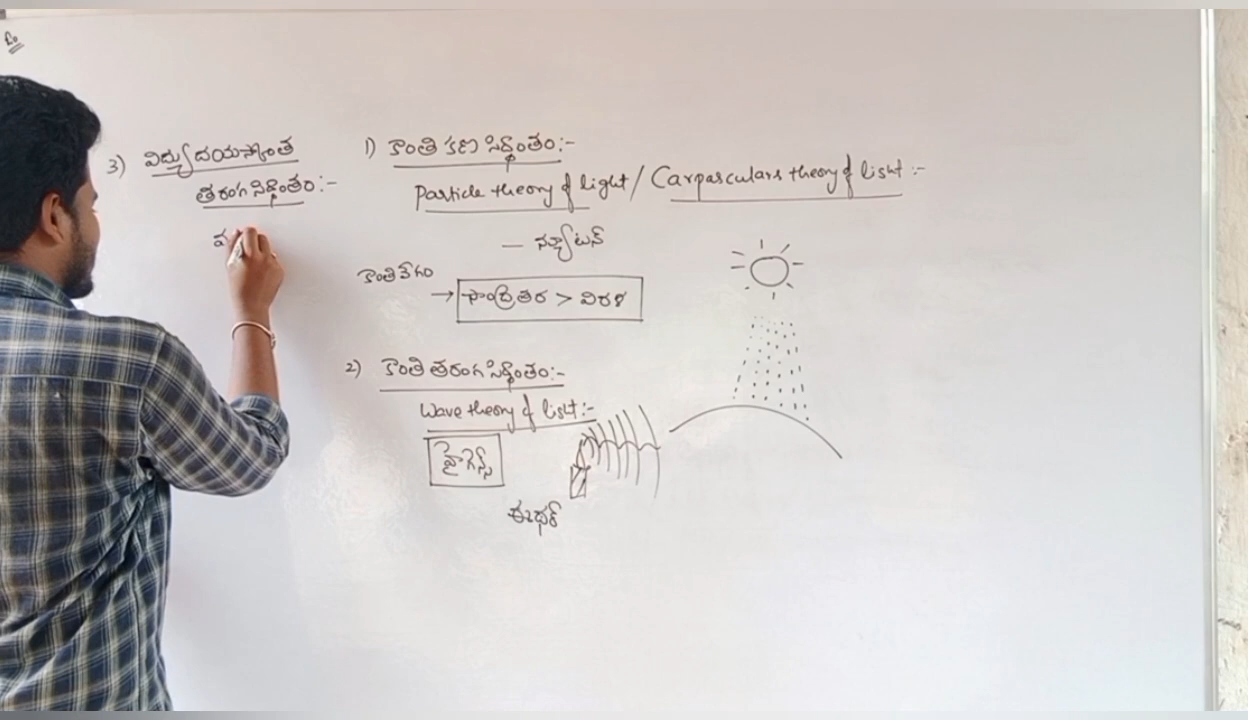 1) కాంతి కణ సిద్ధాంతం:-
Particle theory of light / Carpasculars theory of light :-
— న్యూటన్
కాంతి వేగం
→ సాంద్రతర > విరళ
2) కాంతి తరంగ సిద్ధాంతం:-
Wave theory of light:-
హైగెన్స్
ఈథర్
3) విద్యుదయస్కాంత
తరంగ సిద్ధాంతం:-